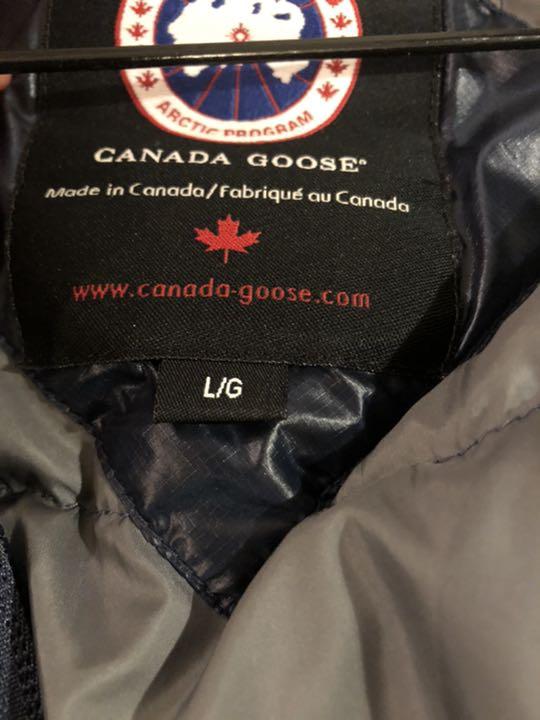 ARCTIC PROGRAM
CANADA GOOSE®
Made in Canada/Fabriqué au Canada
www.canada-goose.com
L/G